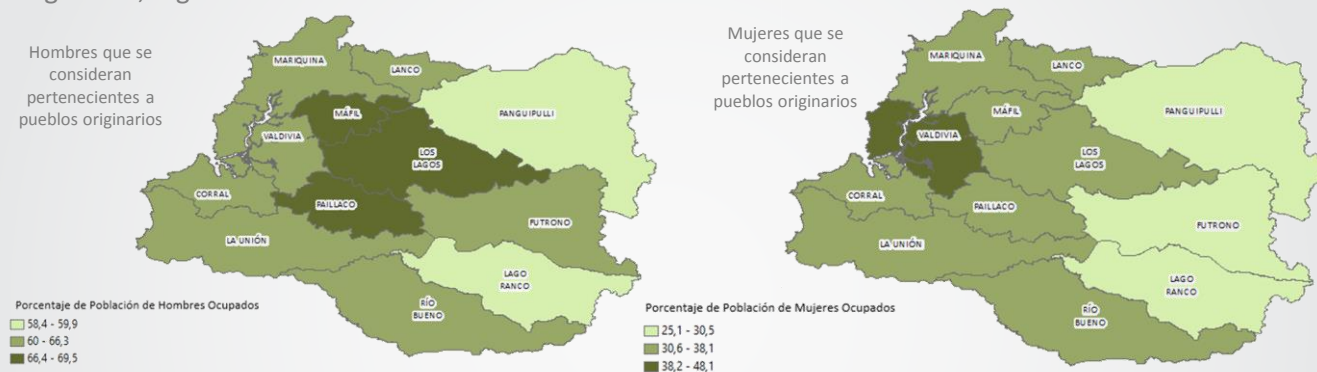 Hombres que se
consideran
pertenecientes a
pueblos originarios
MARIQUINA
LANCO
PANGUIPULLI
MÁFIL
VALDIVIA
LOS
LAGOS
CORRAL
PAILLACO
FUTRONO
LA UNIÓN
LAGO
RANCO
RÍO
BUENO
Porcentaje de Población de Hombres Ocupados
58,4 - 59,9
60 - 66,3
66,4 - 69,5
Mujeres que se
consideran
pertenecientes a
pueblos originarios
MARIQUINA
LANCO
PANGUIPULLI
MÁFIL
VALDIVIA
LOS
LAGOS
CORRAL
PAILLACO
FUTRONO
LA UNIÓN
LAGO
RANCO
RÍO
BUENO
Porcentaje de Población de Mujeres Ocupados
25,1 - 30,5
30,6 - 38,1
38,2 - 48,1